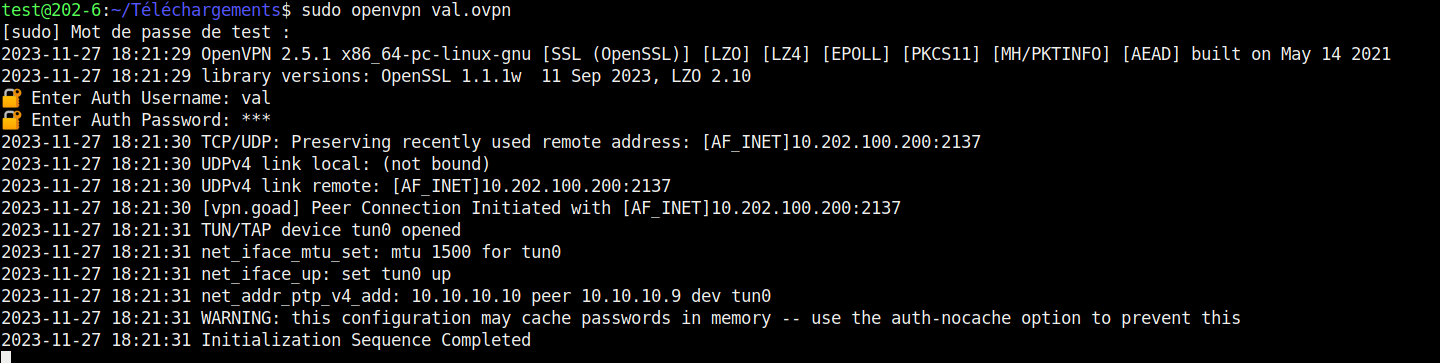 test@202-6:~/Téléchargements$ sudo openvpn val.ovpn
[sudo] Mot de passe de test :
2023-11-27 18:21:29 OpenVPN 2.5.1 x86_64-pc-linux-gnu [SSL (OpenSSL)] [LZO] [LZ4] [EPOLL] [PKCS11] [MH/PKTINFO] [AEAD] built on May 14 2021
2023-11-27 18:21:29 library versions: OpenSSL 1.1.1w  11 Sep 2023, LZO 2.10
🔐 Enter Auth Username: val
🔐 Enter Auth Password: ***
2023-11-27 18:21:30 TCP/UDP: Preserving recently used remote address: [AF_INET]10.202.100.200:2137
2023-11-27 18:21:30 UDPv4 link local: (not bound)
2023-11-27 18:21:30 UDPv4 link remote: [AF_INET]10.202.100.200:2137
2023-11-27 18:21:30 [vpn.goad] Peer Connection Initiated with [AF_INET]10.202.100.200:2137
2023-11-27 18:21:31 TUN/TAP device tun0 opened
2023-11-27 18:21:31 net_iface_mtu_set: mtu 1500 for tun0
2023-11-27 18:21:31 net_iface_up: set tun0 up
2023-11-27 18:21:31 net_addr_ptp_v4_add: 10.10.10.10 peer 10.10.10.9 dev tun0
2023-11-27 18:21:31 WARNING: this configuration may cache passwords in memory -- use the auth-nocache option to prevent this
2023-11-27 18:21:31 Initialization Sequence Completed